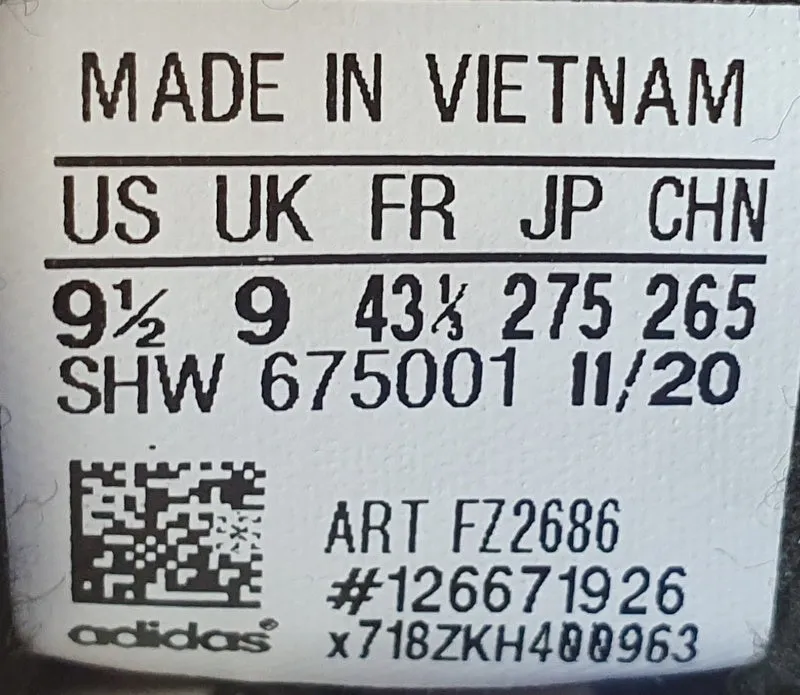 MADE IN VIETNAM
US UK FR JP CHN
9½ 9 43⅓ 275 265
SHW 675001 11/20
ART FZ2686
#126671926
adidas®
x718ZKH400963